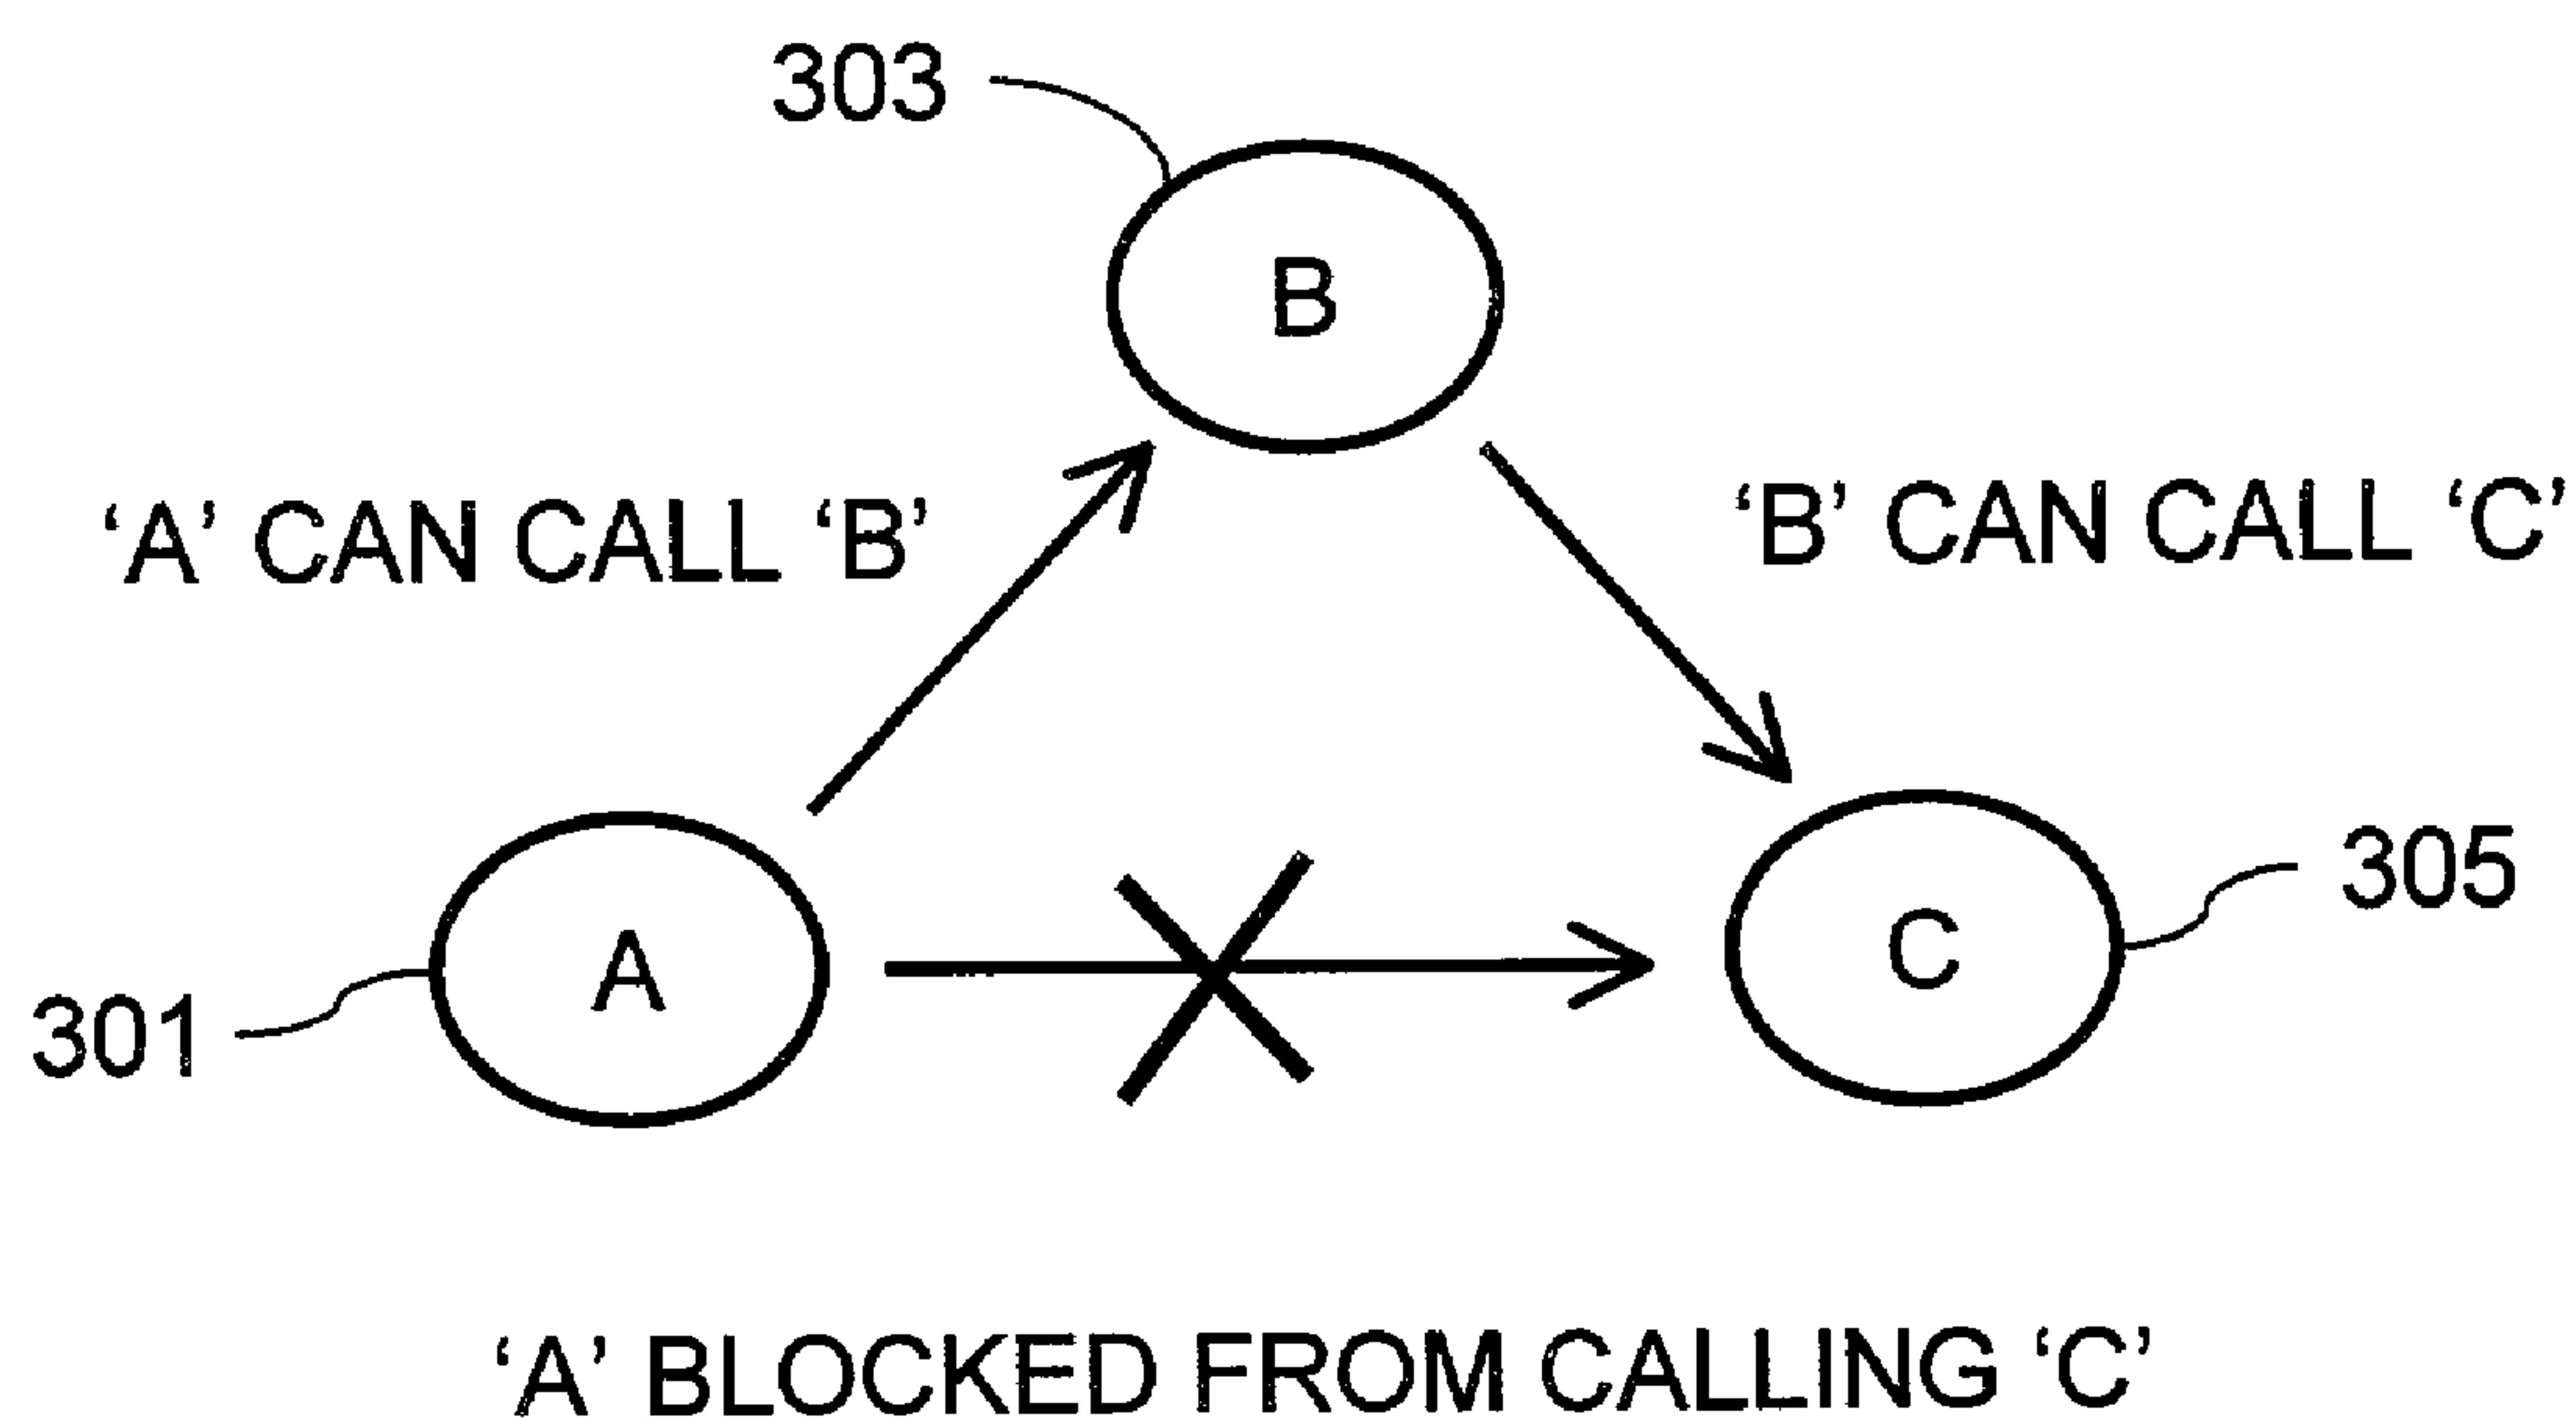 303
B
‘A’ CAN CALL ‘B’
‘B’ CAN CALL ‘C’
A
C
305
301
‘A’ BLOCKED FROM CALLING ‘C’